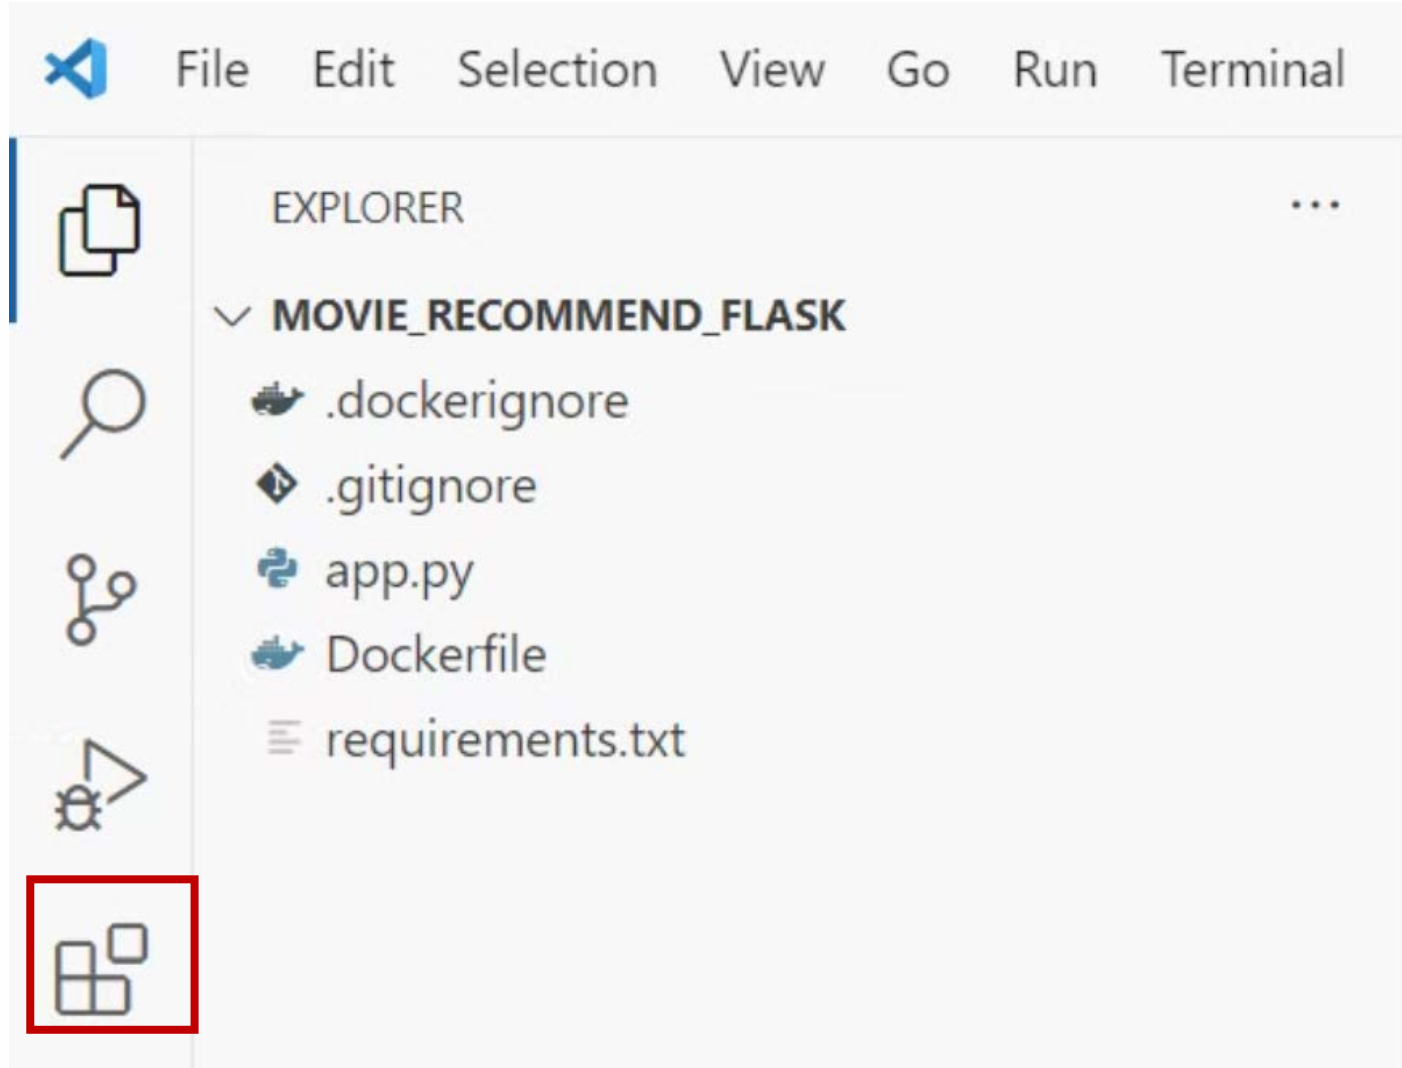 File Edit Selection View Go Run Terminal
EXPLORER ...
MOVIE_RECOMMEND_FLASK
.dockerignore
.gitignore
app.py
Dockerfile
requirements.txt